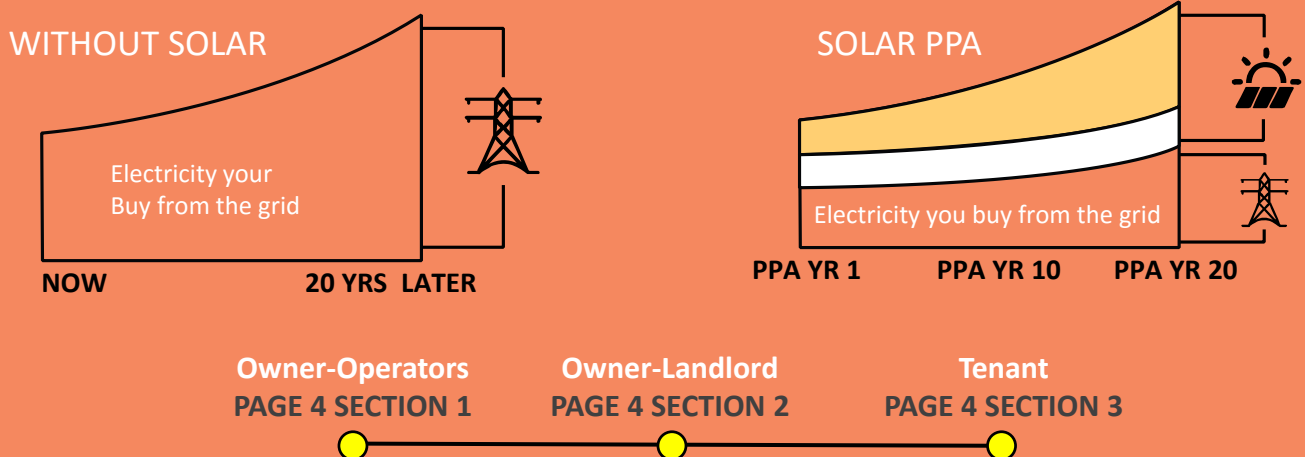 WITHOUT SOLAR
Electricity your
Buy from the grid
NOW
20 YRS LATER
SOLAR PPA
Electricity you buy from the grid
PPA YR 1
PPA YR 10
PPA YR 20
Owner-Operators
PAGE 4 SECTION 1
Owner-Landlord
PAGE 4 SECTION 2
Tenant
PAGE 4 SECTION 3